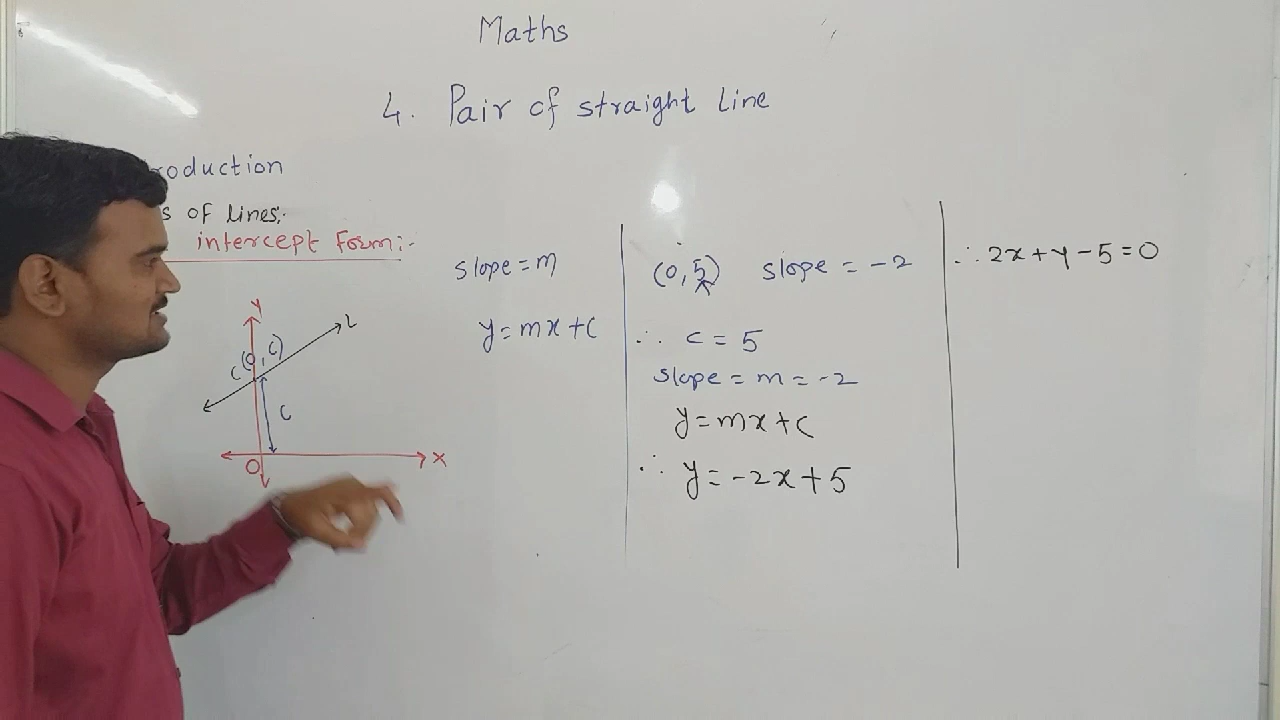 Maths
4. Pair of straight Line
roduction
s of lines:
intercept Form:-
Y
L
C (0, C)
C
O
X
slope = m
y = mx + c
(0, 5) slope = -2
∴ c = 5
slope = m = -2
y = mx + c
∴ y = -2x + 5
∴ 2x + y - 5 = 0